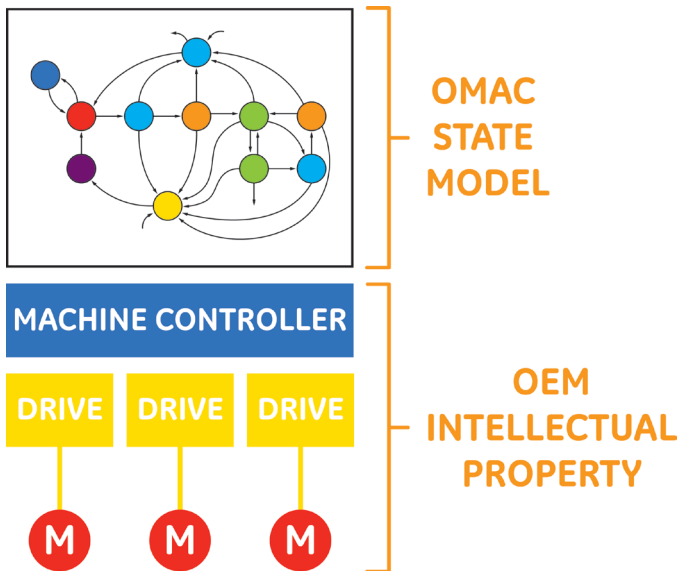 OMAC
STATE
MODEL
MACHINE CONTROLLER
DRIVE DRIVE DRIVE
OEM
INTELLECTUAL
PROPERTY
M M M